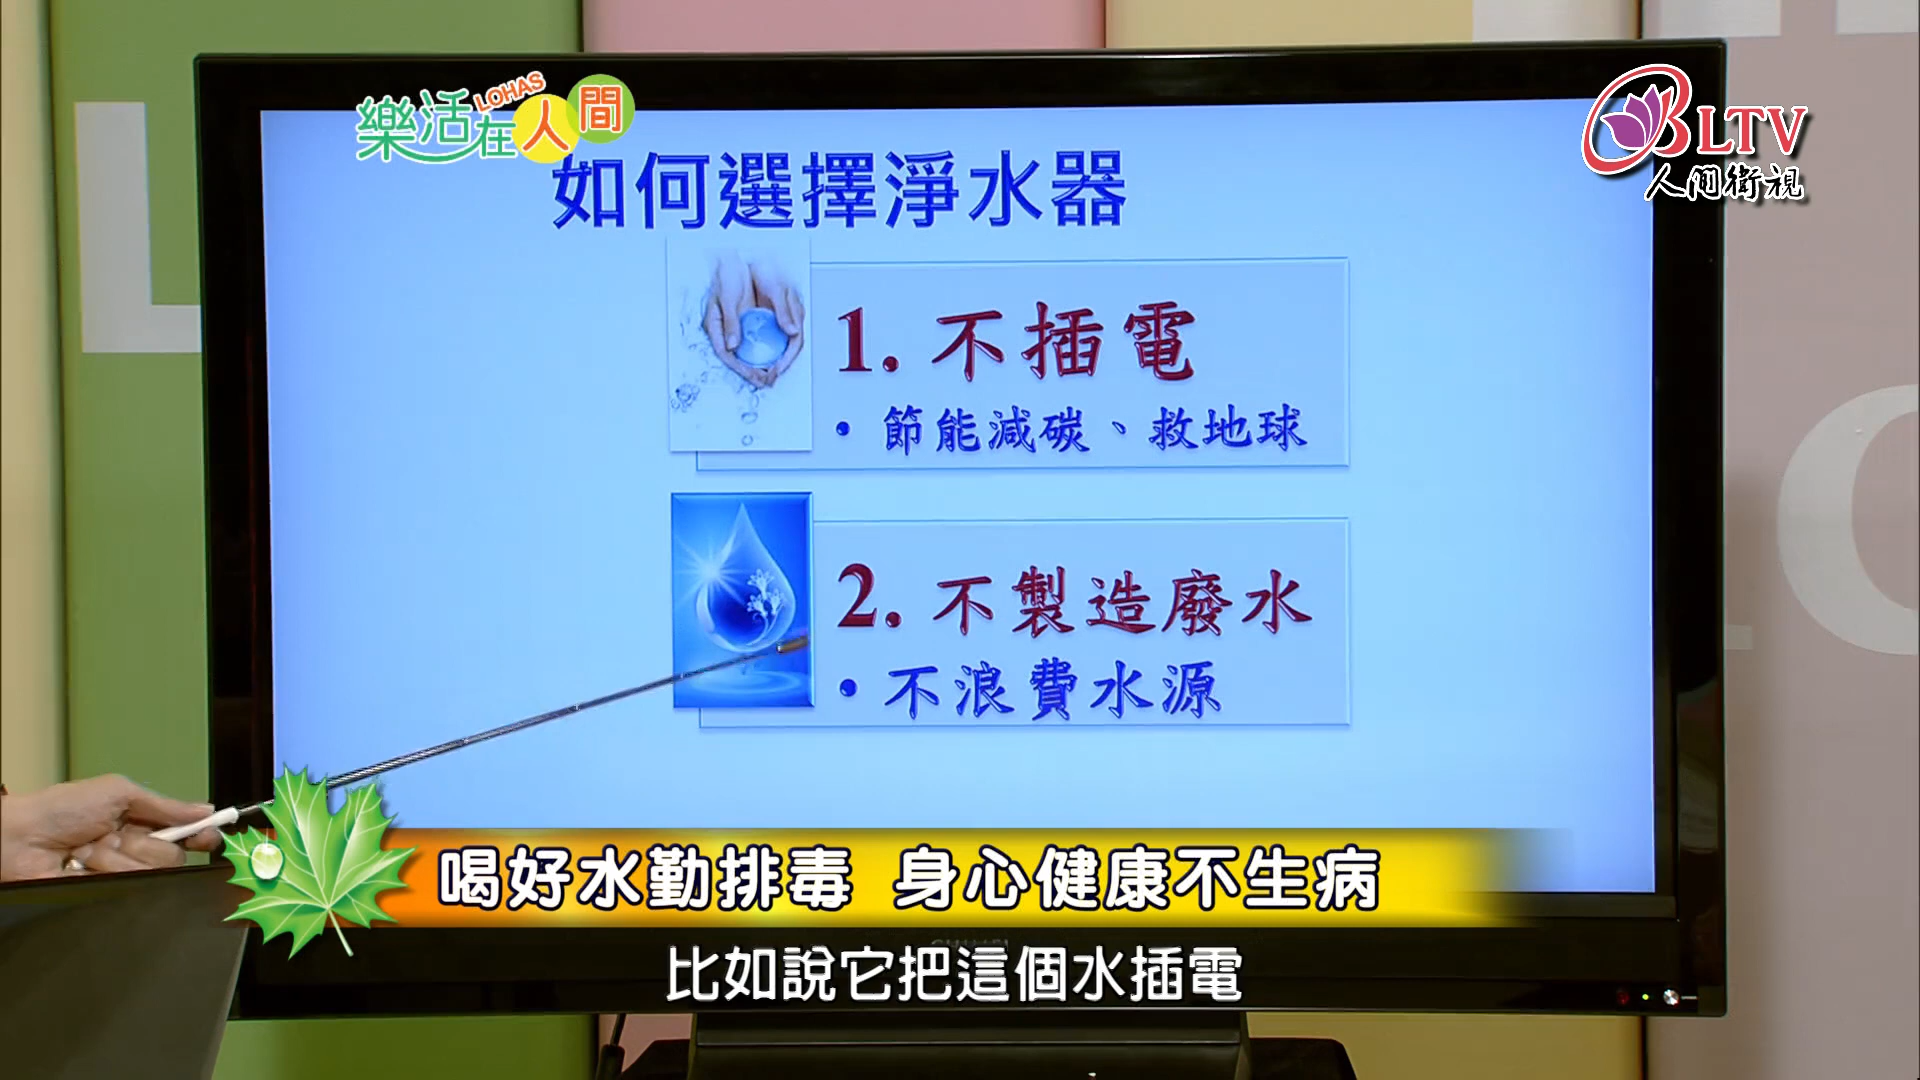 樂活在人間
LOHAS
BLTV
人間衛視
如何選擇淨水器
1. 不插電
• 節能減碳、救地球
2. 不製造廢水
• 不浪費水源
喝好水勤排毒 身心健康不生病
比如說它把這個水插電